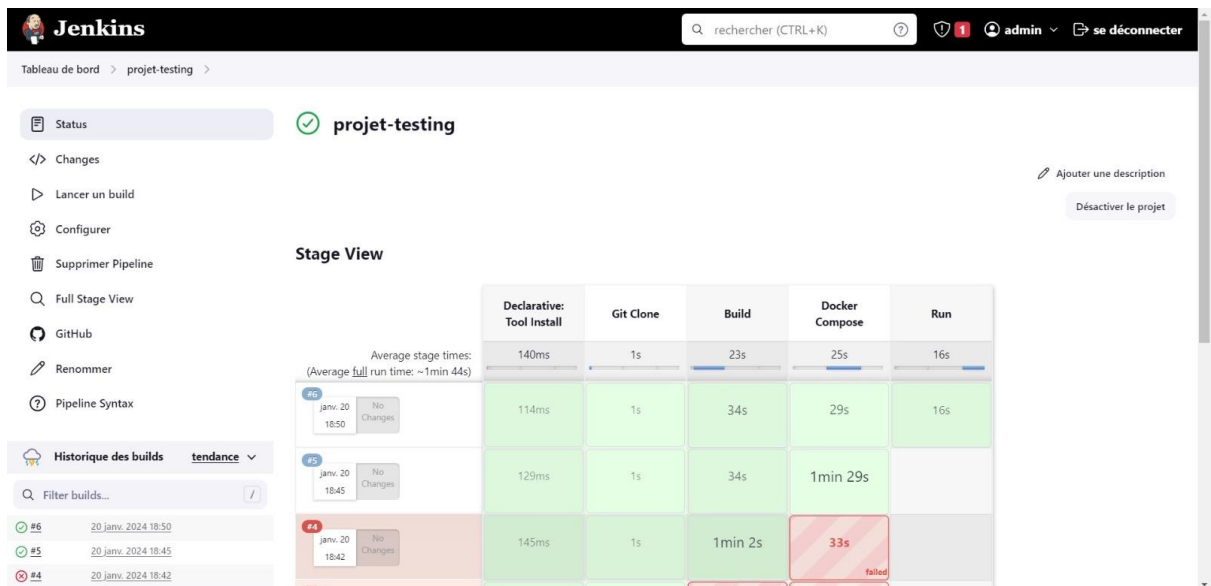 Jenkins
rechercher (CTRL+K)
?
1
admin
se déconnecter
Tableau de bord > projet-testing >
Status
</> Changes
Lancer un build
Configurer
Supprimer Pipeline
Full Stage View
GitHub
Renommer
Pipeline Syntax
Historique des builds tendance
Filter builds... /
#6 20 janv. 2024 18:50
#5 20 janv. 2024 18:45
#4 20 janv. 2024 18:42
projet-testing
Ajouter une description
Désactiver le projet
Stage View
Declarative:
Tool Install
Git Clone
Build
Docker
Compose
Run
Average stage times:
(Average full run time: ~1min 44s)
140ms 1s 23s 25s 16s
#6
janv. 20
18:50
No
Changes
114ms 1s 34s 29s 16s
#5
janv. 20
18:45
No
Changes
129ms 1s 34s 1min 29s
#4
janv. 20
18:42
No
Changes
145ms 1s 1min 2s 33s
failed